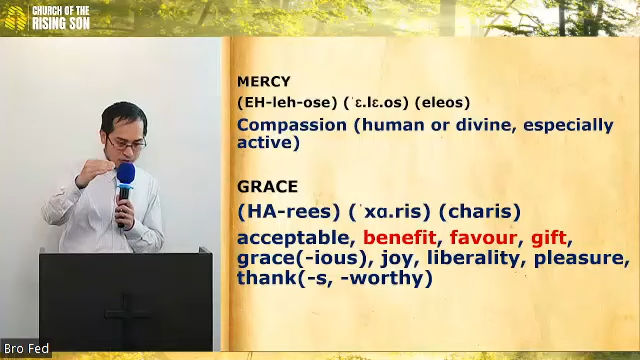 CHURCH OF THE
RISING SON
MERCY
(EH-leh-ose) (ˈɛ.lɛ.os) (eleos)
Compassion (human or divine, especially
active)
GRACE
(HA-rees) (ˈxɑ.ris) (charis)
acceptable, benefit, favour, gift,
grace(-ious), joy, liberality, pleasure,
thank(-s, -worthy)
Bro Fed